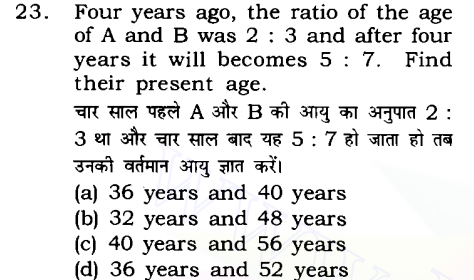 23. Four years ago, the ratio of the age
of A and B was 2 : 3 and after four
years it will becomes 5 : 7. Find
their present age.
चार साल पहले A और B की आयु का अनुपात 2 :
3 था और चार साल बाद यह 5 : 7 हो जाता हो तब
उनकी वर्तमान आयु ज्ञात करें।
(a) 36 years and 40 years
(b) 32 years and 48 years
(c) 40 years and 56 years
(d) 36 years and 52 years